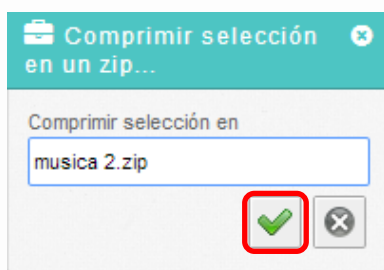 Comprimir selección
en un zip...
Comprimir selección en
musica 2.zip